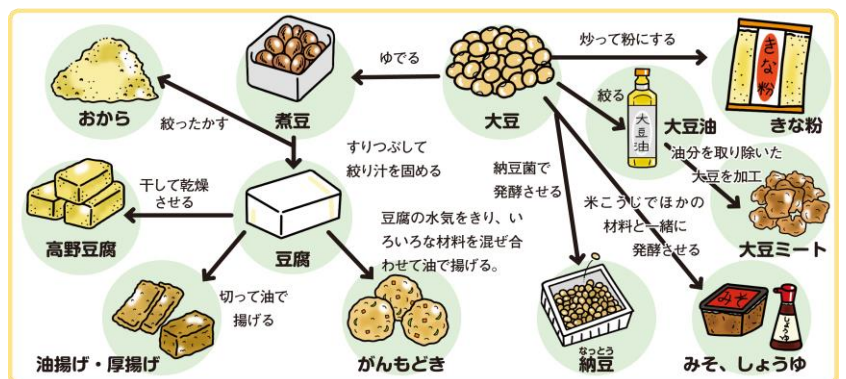 炒って粉にする
きな粉
ゆでる
絞る
大豆油
おから
煮豆
大豆
大豆油
きな粉
絞ったかす
すりつぶして
絞り汁を固める
油分を取り除いた
大豆を加工
納豆菌で
発酵させる
干して乾燥
させる
米こうじでほかの
材料と一緒に
発酵させる
豆腐の水気をきり、い
ろいろな材料を混ぜ合
わせて油で揚げる。
高野豆腐
豆腐
大豆ミート
切って油で
揚げる
みそ
しょうゆ
なっとう
油揚げ・厚揚げ
がんもどき
納豆
みそ、しょうゆ